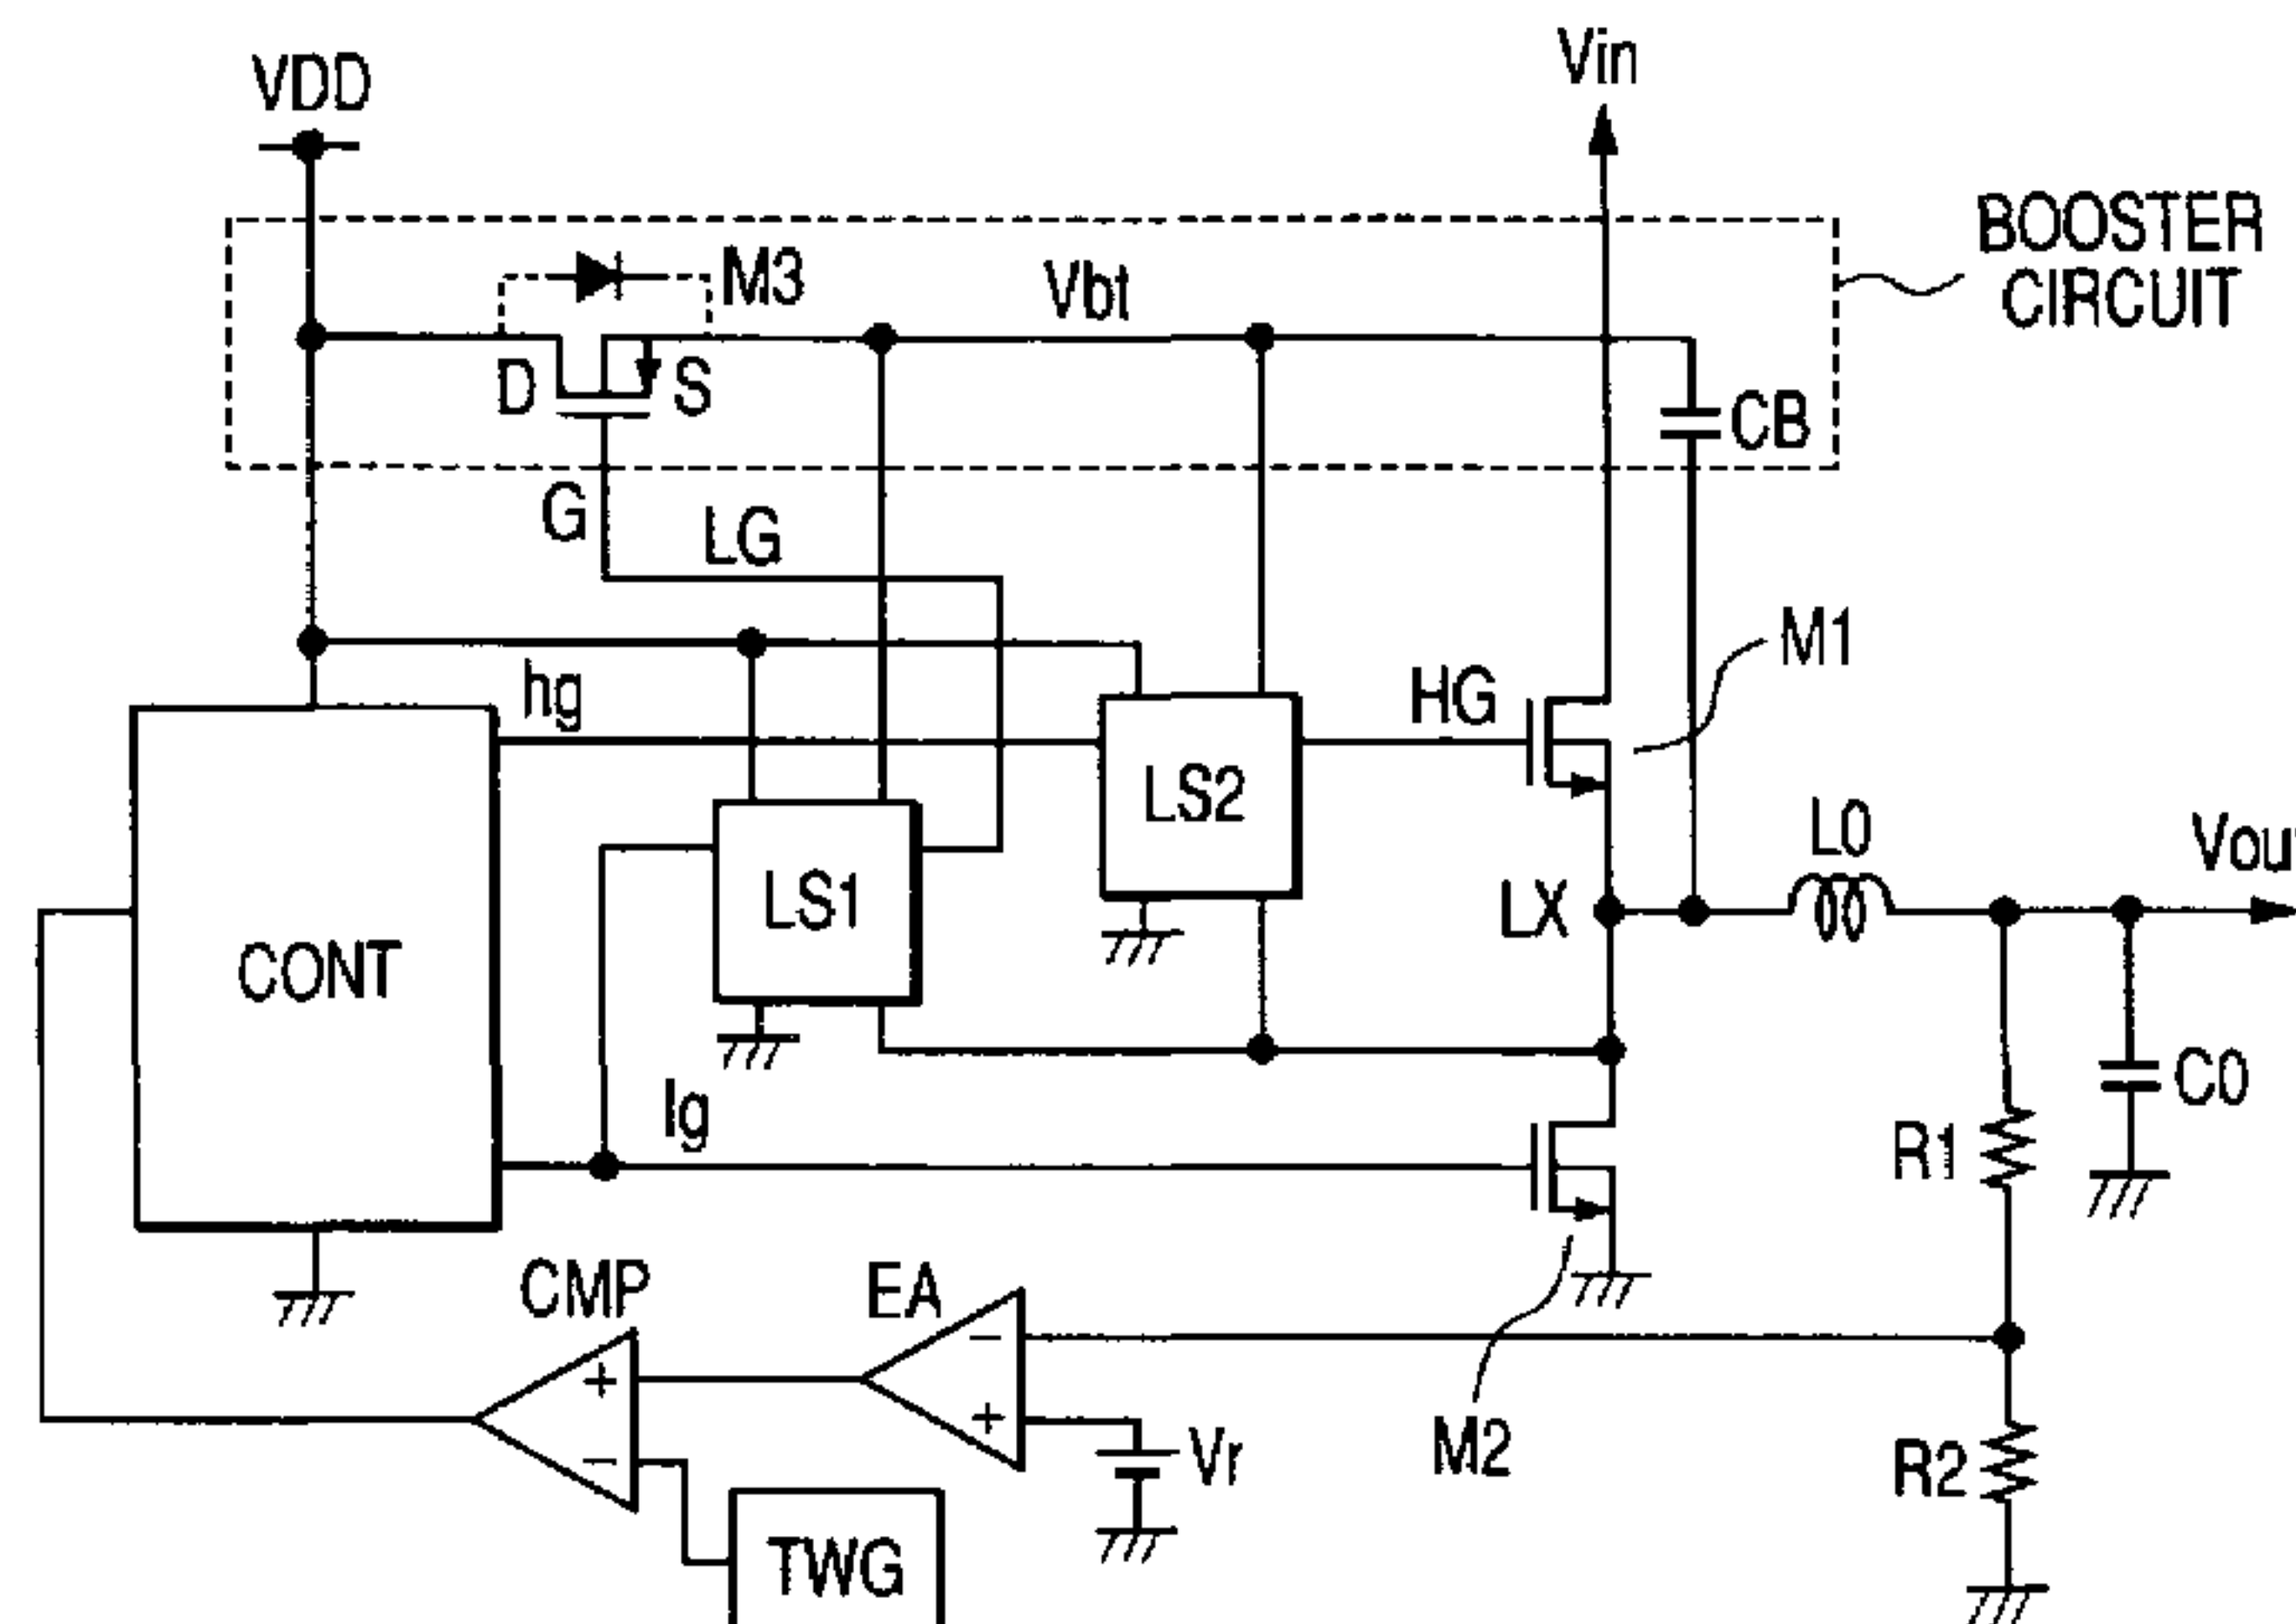 VDD
Vin
BOOSTER
CIRCUIT
M3
Vbt
D
S
CB
G
LG
M1
hg
HG
LS2
L0
LS1
LX
CONT
C0
lg
R1
CMP
EA
−
+
+
−
Vr
M2
R2
TWG